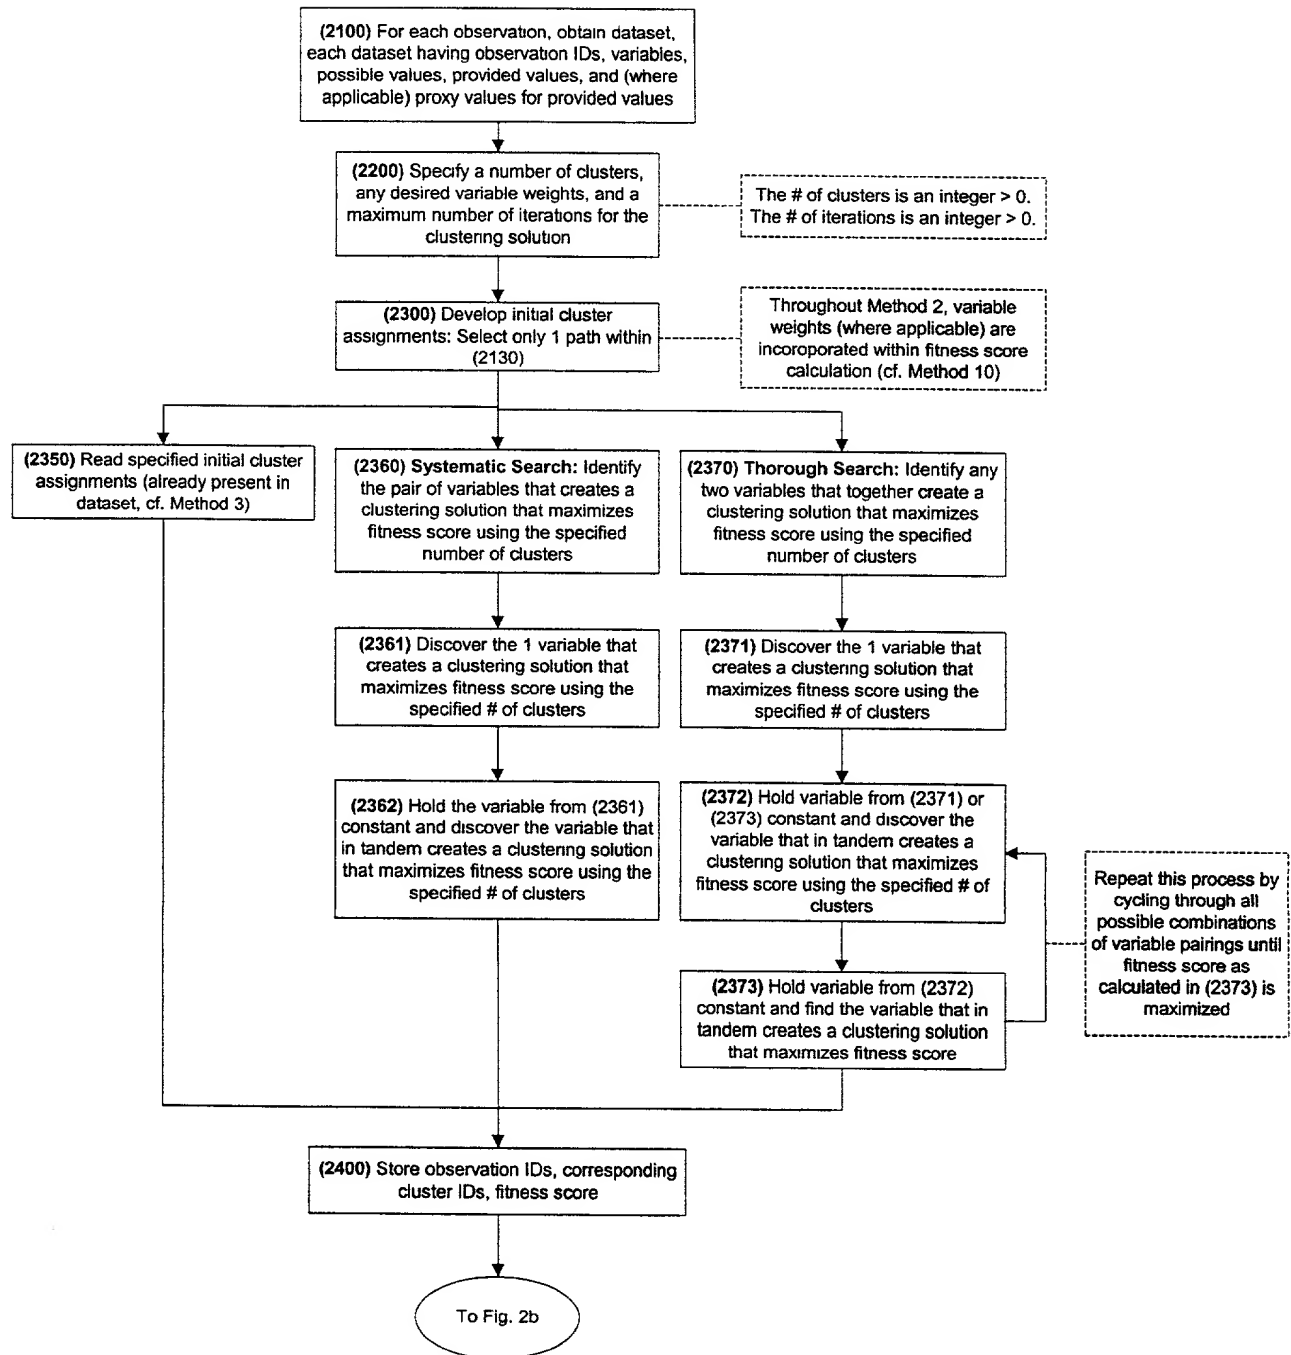 (2100) For each observation, obtain dataset,
each dataset having observation IDs, variables,
possible values, provided values, and (where
applicable) proxy values for provided values
(2200) Specify a number of clusters,
any desired variable weights, and a
maximum number of iterations for the
clustering solution
The # of clusters is an integer > 0.
The # of iterations is an integer > 0.
(2300) Develop initial cluster
assignments: Select only 1 path within
(2130)
Throughout Method 2, variable
weights (where applicable) are
incoroporated within fitness score
calculation (cf. Method 10)
(2350) Read specified initial cluster
assignments (already present in
dataset, cf. Method 3)
(2360) Systematic Search: Identify
the pair of variables that creates a
clustering solution that maximizes
fitness score using the specified
number of clusters
(2370) Thorough Search: Identify any
two variables that together create a
clustering solution that maximizes
fitness score using the specified
number of clusters
(2361) Discover the 1 variable that
creates a clustering solution that
maximizes fitness score using the
specified # of clusters
(2371) Discover the 1 variable that
creates a clustering solution that
maximizes fitness score using the
specified # of clusters
(2362) Hold the variable from (2361)
constant and discover the variable that
in tandem creates a clustering solution
that maximizes fitness score using the
specified # of clusters
(2372) Hold variable from (2371) or
(2373) constant and discover the
variable that in tandem creates a
clustering solution that maximizes
fitness score using the specified # of
clusters
Repeat this process by
cycling through all
possible combinations
of variable pairings until
fitness score as
calculated in (2373) is
maximized
(2373) Hold variable from (2372)
constant and find the variable that in
tandem creates a clustering solution
that maximizes fitness score
(2400) Store observation IDs, corresponding
cluster IDs, fitness score
To Fig. 2b